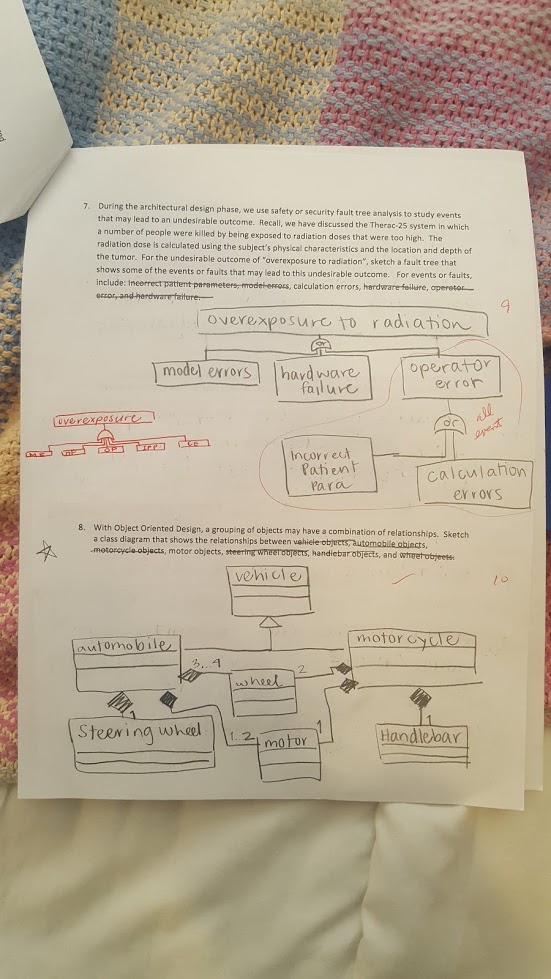 7. During the architectural design phase, we use safety or security fault tree analysis to study events
that may lead to an undesirable outcome. Recall, we have discussed the Therac-25 system in which
a number of people were killed by being exposed to radiation doses that were too high. The
radiation dose is calculated using the subject's physical characteristics and the location and depth of
the tumor. For the undesirable outcome of "overexposure to radiation", sketch a fault tree that
shows some of the events or faults that may lead to this undesirable outcome. For events or faults,
include: Incorrect patient parameters, model errors, calculation errors, hardware failure, operator
error, and hardware failure.
9
overexposure to radiation
or
model errors
hardware
failure
operator
error
overexposure
or
all
event
OP
IPP
CE
Incorrect
Patient
Para
calculation
errors
8. With Object Oriented Design, a grouping of objects may have a combination of relationships. Sketch
a class diagram that shows the relationships between vehicle objects, automobile objects,
motorcycle objects, motor objects, steering wheel objects, handlebar objects, and wheel objects.
10
vehicle
automobile
motorcycle
3..4
wheel
2
1
Steering wheel
1..2
motor
1
1
Handlebar